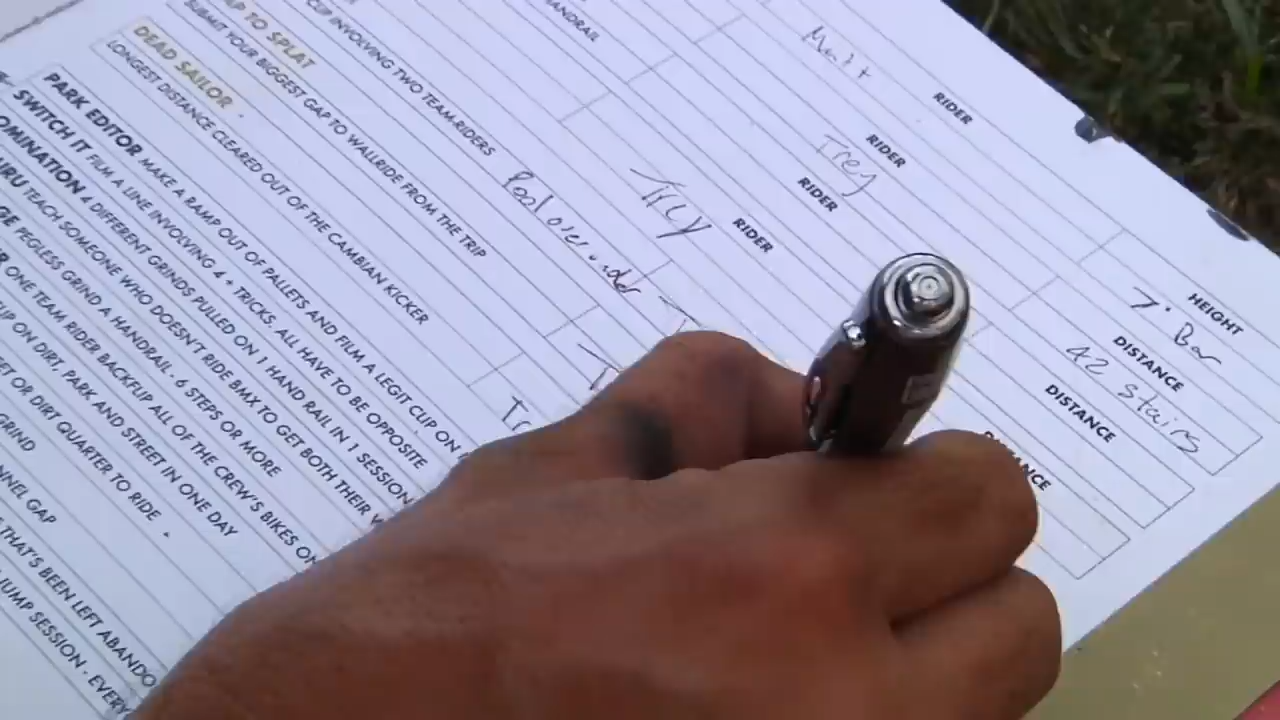 HANDRAIL
Matt RIDER HEIGHT
7' Bar
CLIP INVOLVING TWO TEAM RIDERS
Trey RIDER DISTANCE
42 Stairs
AP TO SPLAT
SUBMIT YOUR BIGGEST GAP TO WALLRIDE FROM THE TRIP
RIDER DISTANCE
DEAD SAILOR
LONGEST DISTANCE CLEARED OUT OF THE CAMBIAN KICKER
Trey RIDER
PARK EDITOR MAKE A RAMP OUT OF PALLETS AND FILM A LEGIT CLIP ON
SWITCH IT FILM A LINE INVOLVING 4 + TRICKS. ALL HAVE TO BE OPPOSITE
OMINATION 4 DIFFERENT GRINDS PULLED ON 1 HAND RAIL IN 1 SESSION
URU TEACH SOMEONE WHO DOESN'T RIDE BMX TO GET BOTH THEIR
GE PEGLESS GRIND A HANDRAIL - 6 STEPS OR MORE
ONE TEAM RIDER BACKFLIP ALL OF THE CREW'S BIKES ON
UP ON DIRT, PARK AND STREET IN ONE DAY
ET OR DIRT QUARTER TO RIDE
GRIND
NNEL GAP
THAT'S BEEN LEFT ABANDO
JUMP SESSION - EVERY